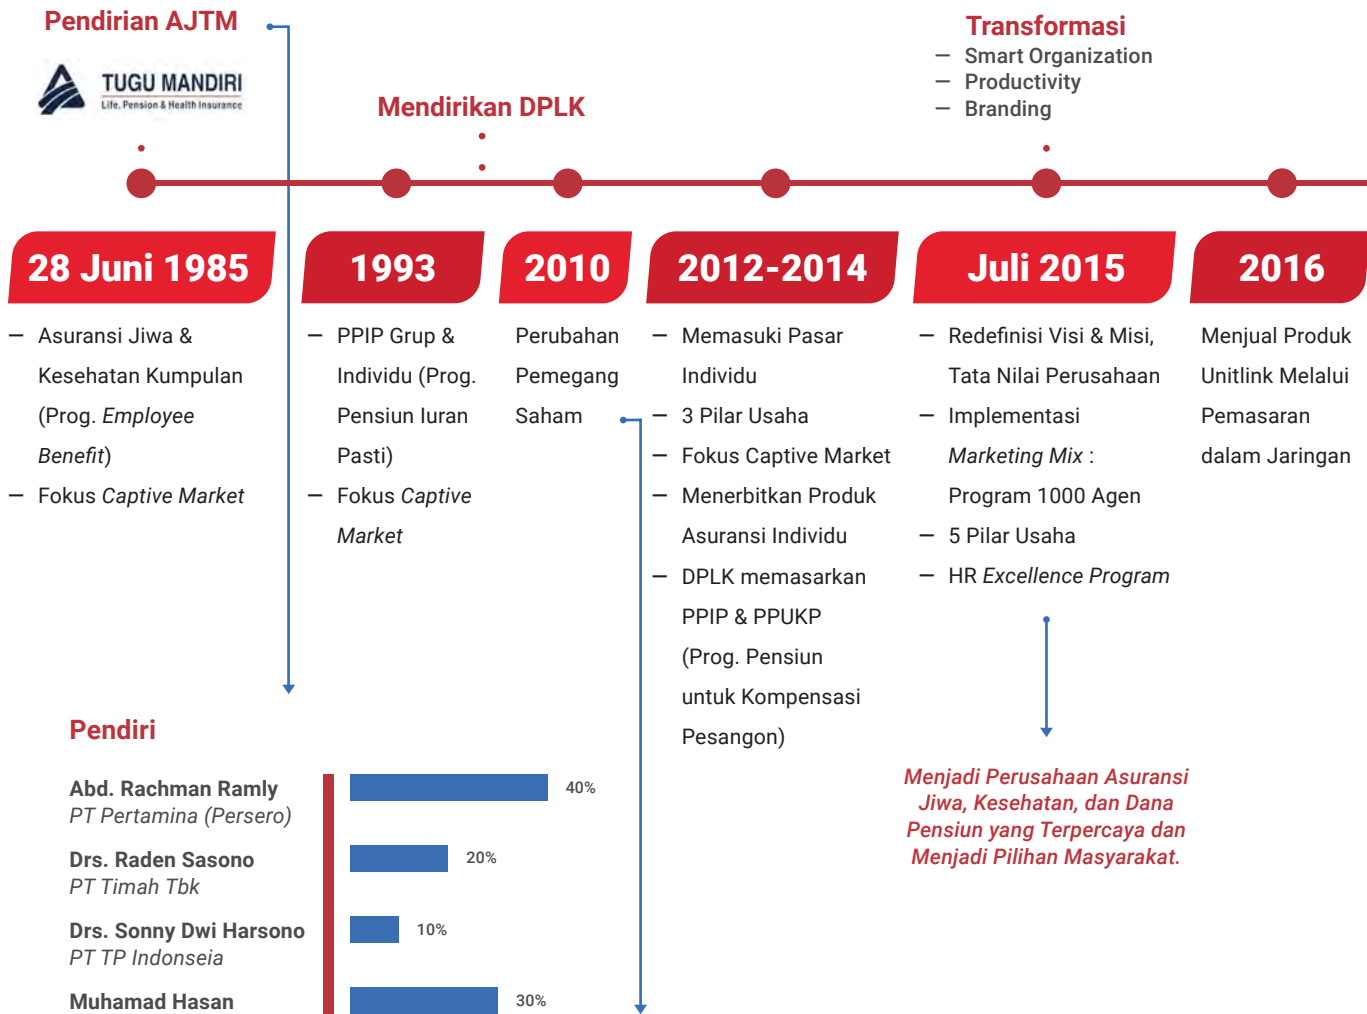 Pendirian AJTM
TUGU MANDIRI
Life, Pension & Health Insurance
Mendirikan DPLK
Transformasi
— Smart Organization
— Productivity
— Branding
28 Juni 1985
— Asuransi Jiwa &
Kesehatan Kumpulan
(Prog. Employee
Benefit)
— Fokus Captive Market
1993
— PPIP Grup &
Individu (Prog.
Pensiun Iuran
Pasti)
— Fokus Captive
Market
2010
Perubahan
Pemegang
Saham
2012-2014
— Memasuki Pasar
Individu
— 3 Pilar Usaha
— Fokus Captive Market
— Menerbitkan Produk
Asuransi Individu
— DPLK memasarkan
PPIP & PPUKP
(Prog. Pensiun
untuk Kompensasi
Pesangon)
Juli 2015
— Redefinisi Visi & Misi,
Tata Nilai Perusahaan
— Implementasi
Marketing Mix :
Program 1000 Agen
— 5 Pilar Usaha
— HR Excellence Program
Menjadi Perusahaan Asuransi
Jiwa, Kesehatan, dan Dana
Pensiun yang Terpercaya dan
Menjadi Pilihan Masyarakat.
2016
Menjual Produk
Unitlink Melalui
Pemasaran
dalam Jaringan
Pendiri
Abd. Rachman Ramly
PT Pertamina (Persero)
40%
Drs. Raden Sasono
PT Timah Tbk
20%
Drs. Sonny Dwi Harsono
PT TP Indonseia
10%
Muhamad Hasan
30%